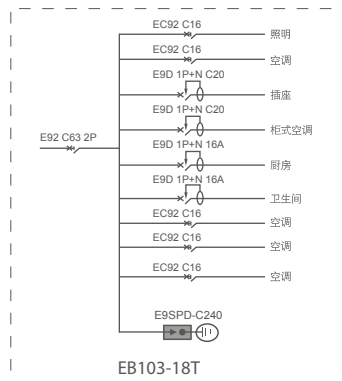 EC92 C16
照明
EC92 C16
空调
E9D 1P+N C20
插座
E9D 1P+N C20
柜式空调
E92 C63 2P
E9D 1P+N 16A
厨房
E9D 1P+N 16A
卫生间
EC92 C16
空调
EC92 C16
空调
EC92 C16
空调
E9SPD-C240
EB103-18T